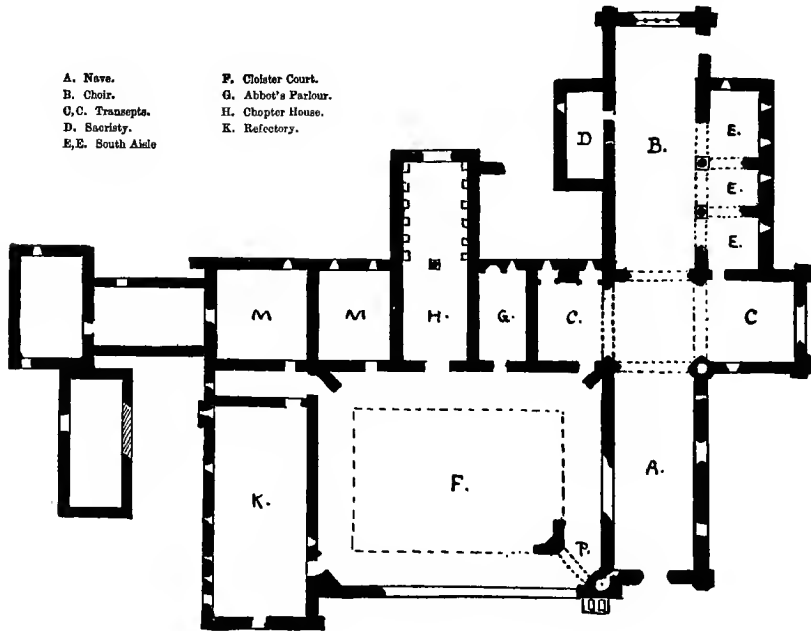 A. Nave.
B. Choir.
C,C. Transepts.
D. Sacristy.
E,E. South Aisle
F. Cloister Court.
G. Abbot's Parlour.
H. Chapter House.
K. Refectory.
D
B.
E.
E.
E.
M
M
H.
G.
C.
C
K.
F.
P.
A.